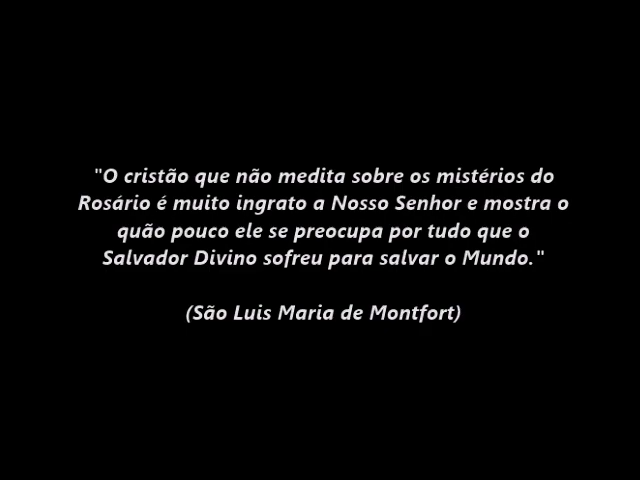 "O cristão que não medita sobre os mistérios do
Rosário é muito ingrato a Nosso Senhor e mostra o
quão pouco ele se preocupa por tudo que o
Salvador Divino sofreu para salvar o Mundo."
(São Luis Maria de Montfort)